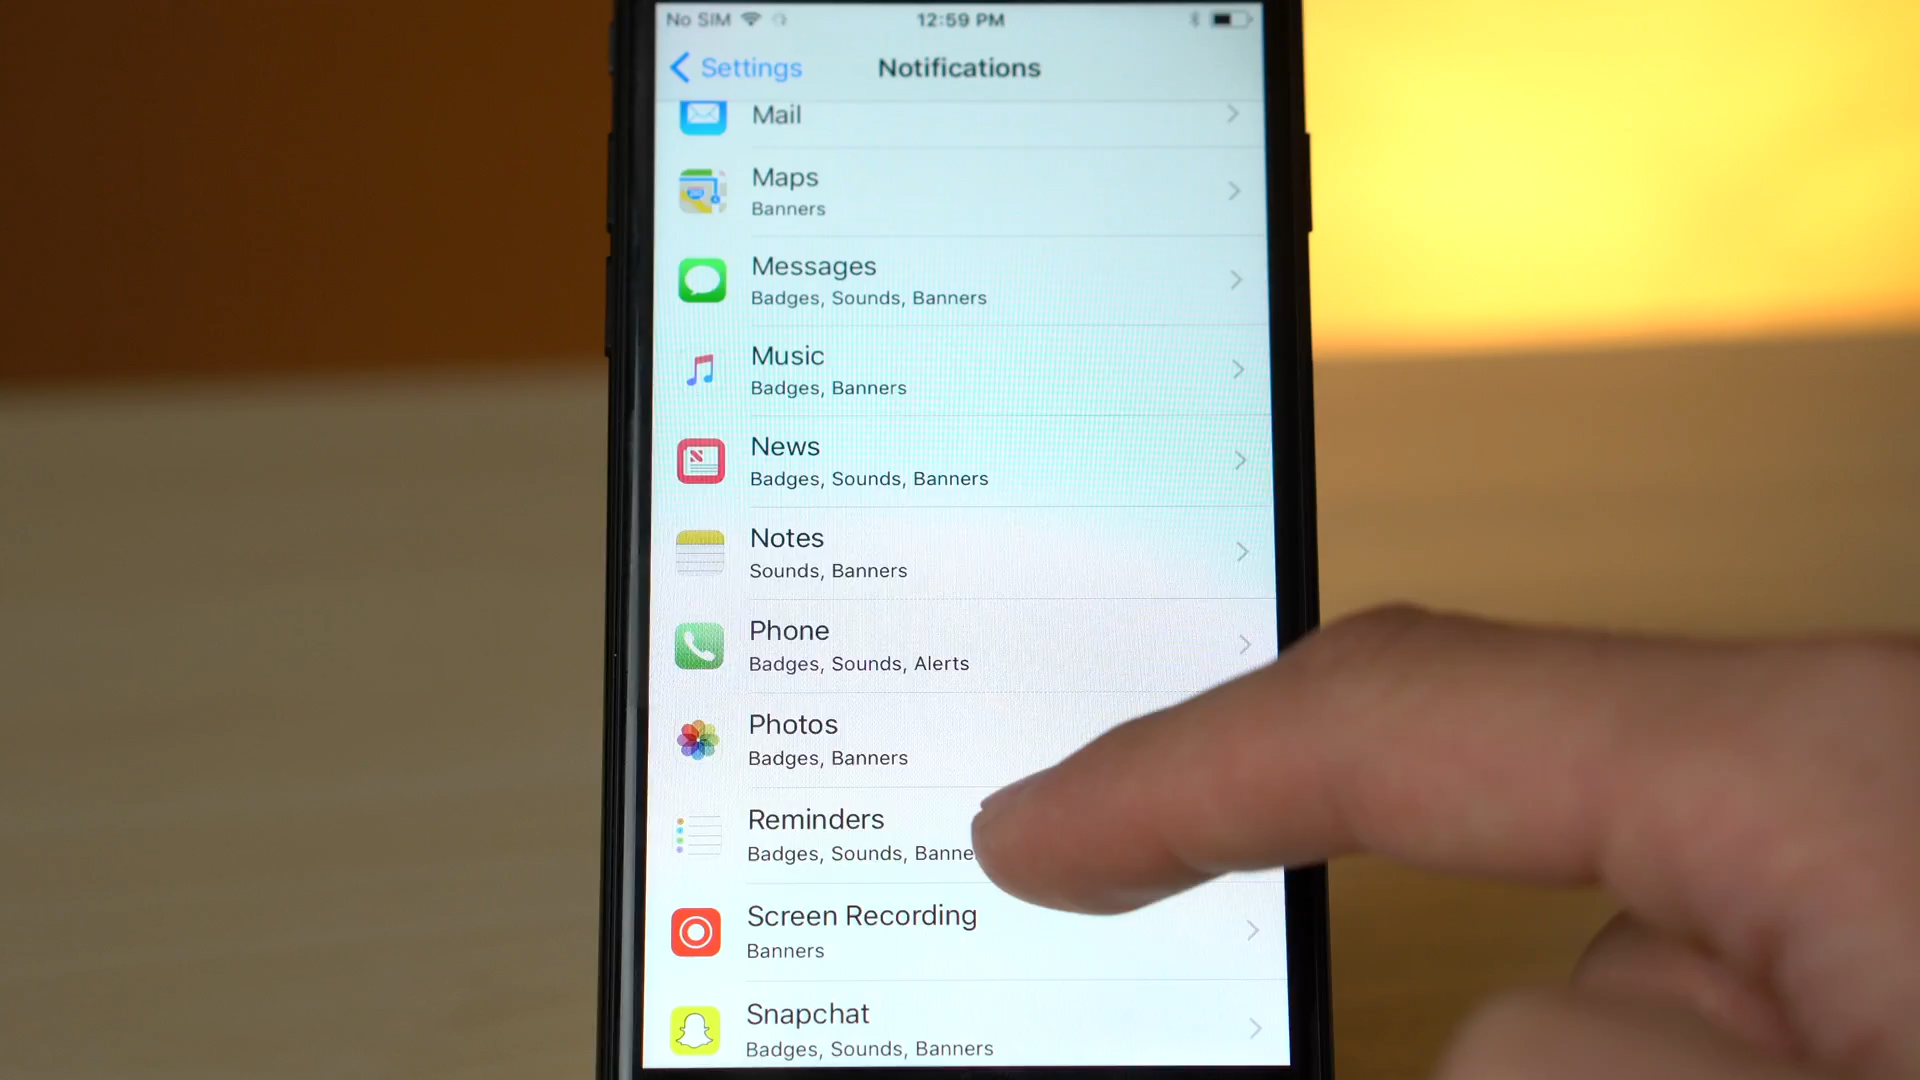 No SIM 12:59 PM
Settings Notifications
Mail
Maps
Banners
Messages
Badges, Sounds, Banners
Music
Badges, Banners
News
Badges, Sounds, Banners
Notes
Sounds, Banners
Phone
Badges, Sounds, Alerts
Photos
Badges, Banners
Reminders
Badges, Sounds, Banne
Screen Recording
Banners
Snapchat
Badges, Sounds, Banners